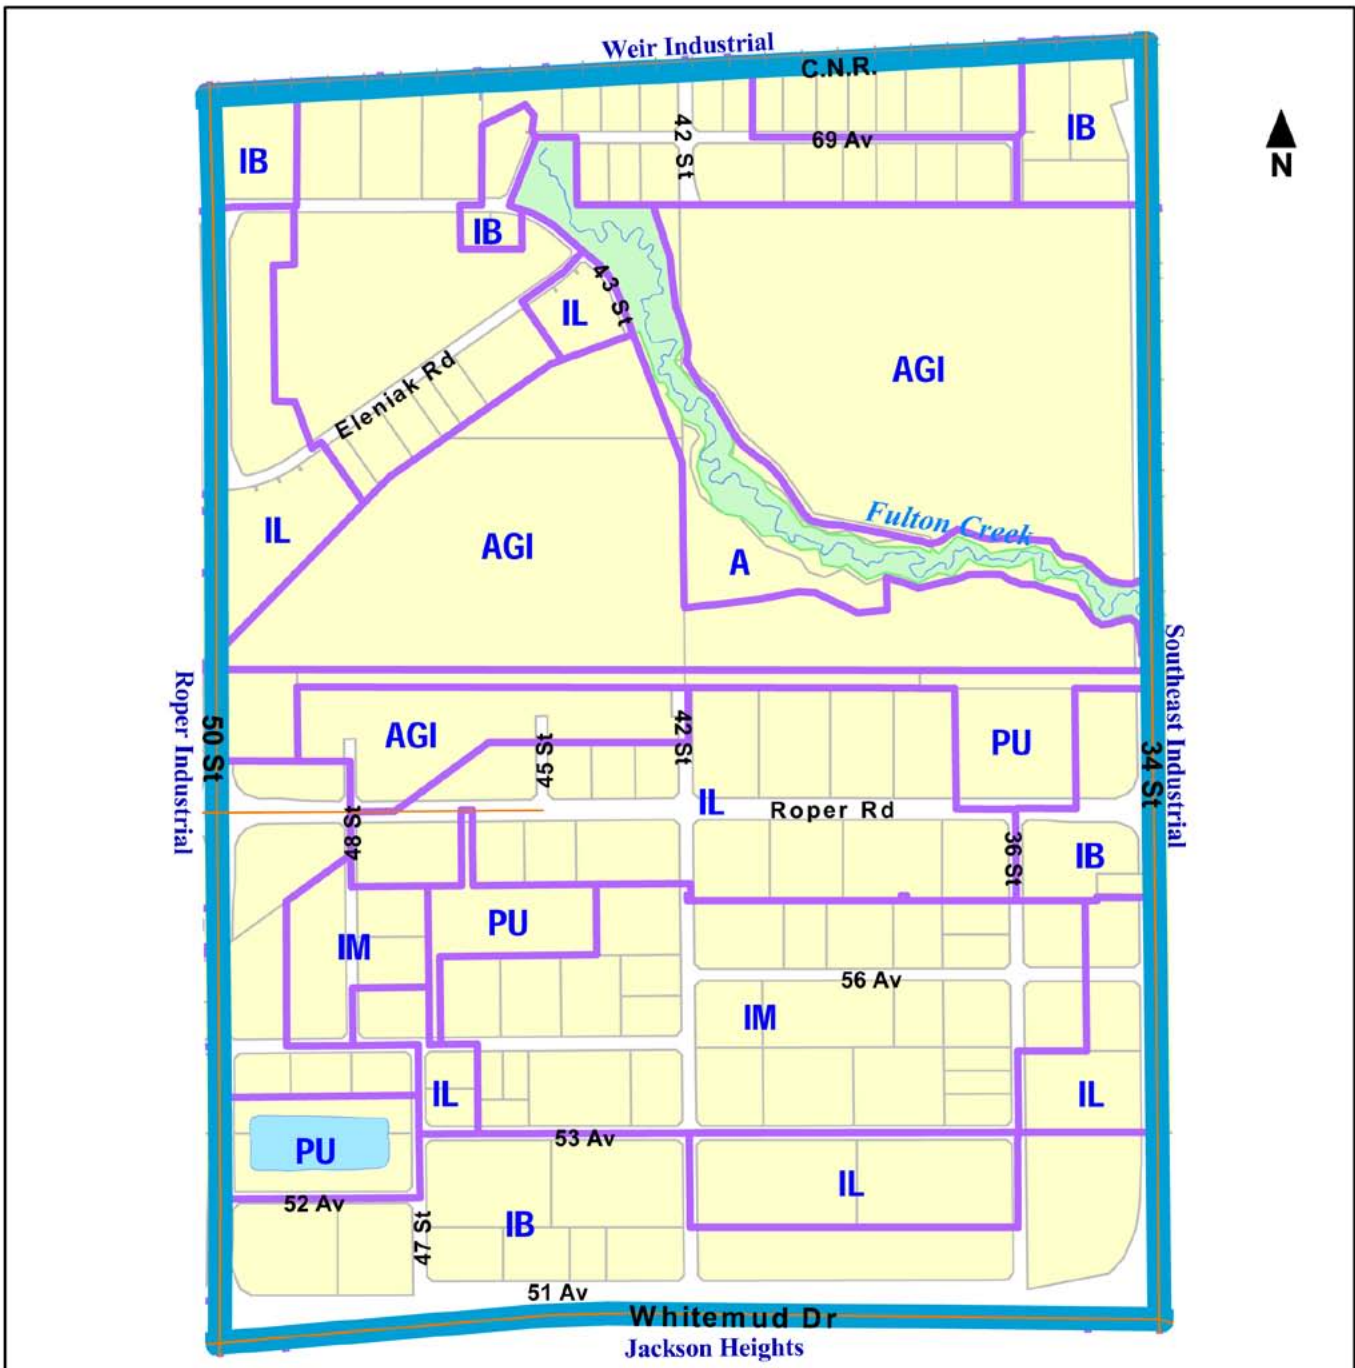 Weir Industrial
C.N.R.
42 St
69 Av
IB
N
IB
IB
43 St
IL
AGI
Eleniak Rd
Fulton Creek
IL
AGI
A
Roper Industrial
50 St
Southeast Industrial
34 St
AGI
45 St
42 St
PU
IL
Roper Rd
48 St
36 St
IB
PU
IM
56 Av
IM
IL
IL
53 Av
PU
IL
52 Av
47 St
IB
51 Av
Whitemud Dr
Jackson Heights